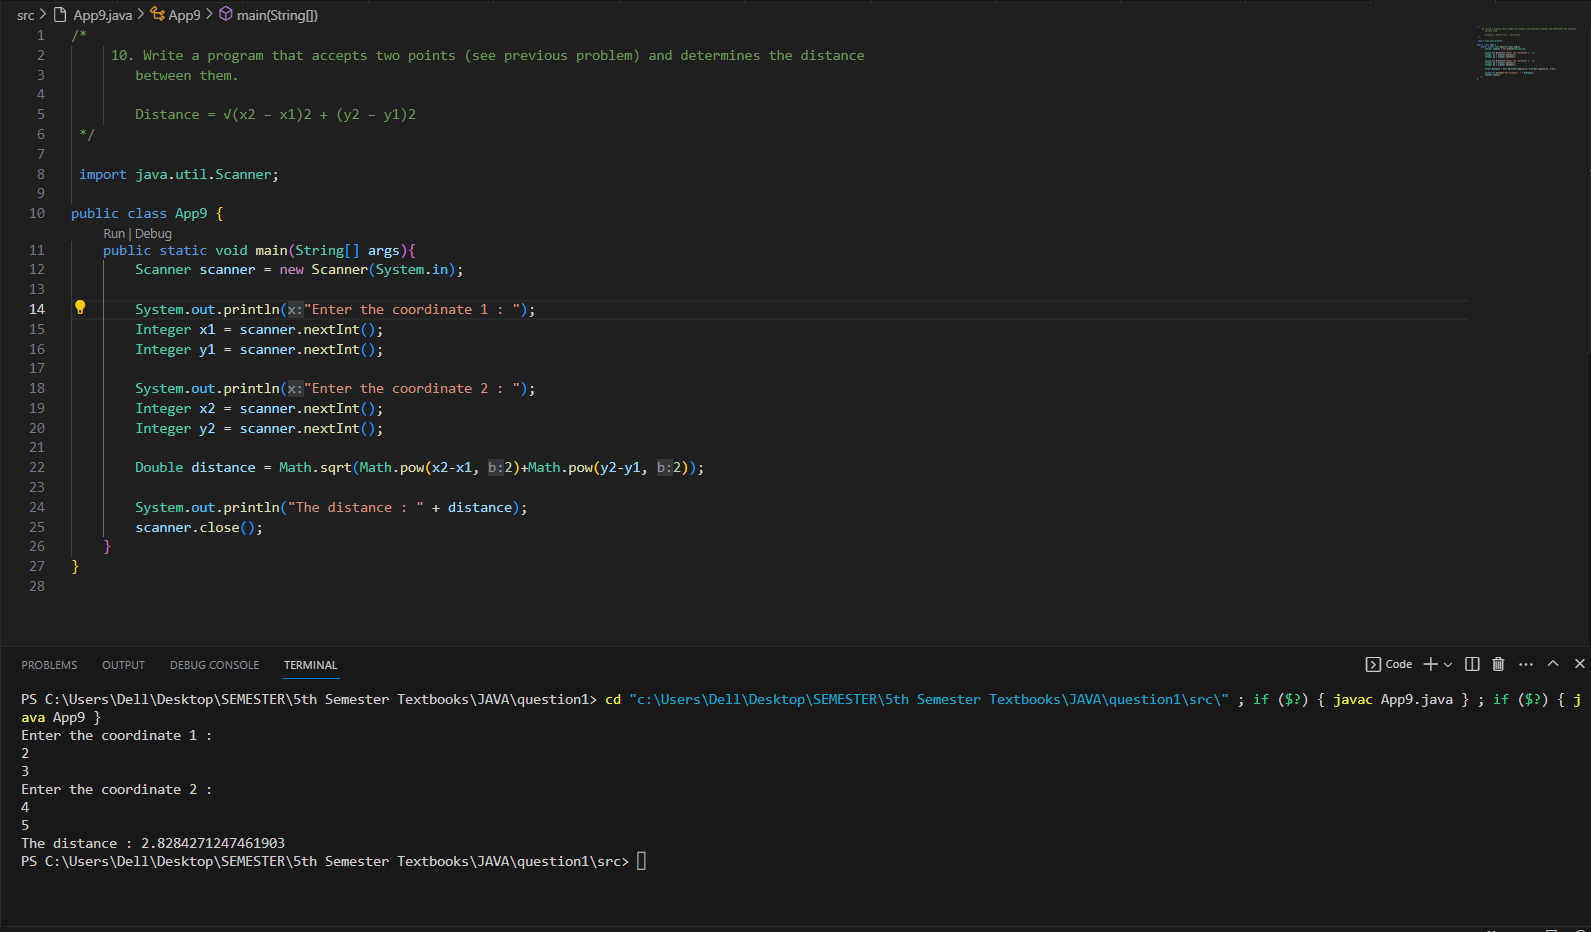 src > App9.java > App9 > main(String[])
1 /*
2 10. Write a program that accepts two points (see previous problem) and determines the distance
3 between them.
4
5 Distance = √(x2 − x1)2 + (y2 − y1)2
6 */
7
8 import java.util.Scanner;
9
10 public class App9 {
Run | Debug
11 public static void main(String[] args){
12 Scanner scanner = new Scanner(System.in);
13
14 System.out.println(x:"Enter the coordinate 1 : ");
15 Integer x1 = scanner.nextInt();
16 Integer y1 = scanner.nextInt();
17
18 System.out.println(x:"Enter the coordinate 2 : ");
19 Integer x2 = scanner.nextInt();
20 Integer y2 = scanner.nextInt();
21
22 Double distance = Math.sqrt(Math.pow(x2-x1, b:2)+Math.pow(y2-y1, b:2));
23
24 System.out.println("The distance : " + distance);
25 scanner.close();
26 }
27 }
28
PROBLEMS OUTPUT DEBUG CONSOLE TERMINAL Code
PS C:\Users\Dell\Desktop\SEMESTER\5th Semester Textbooks\JAVA\question1> cd "c:\Users\Dell\Desktop\SEMESTER\5th Semester Textbooks\JAVA\question1\src\" ; if ($?) { javac App9.java } ; if ($?) { j
ava App9 }
Enter the coordinate 1 :
2
3
Enter the coordinate 2 :
4
5
The distance : 2.8284271247461903
PS C:\Users\Dell\Desktop\SEMESTER\5th Semester Textbooks\JAVA\question1\src>